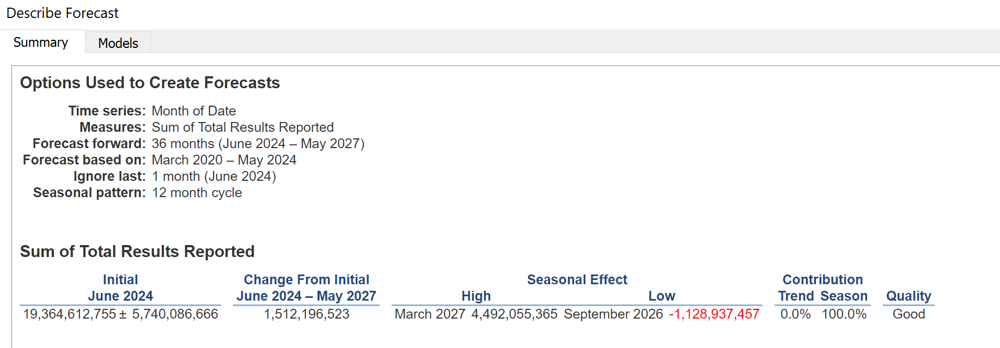 Describe Forecast
Summary Models
Options Used to Create Forecasts
Time series: Month of Date
Measures: Sum of Total Results Reported
Forecast forward: 36 months (June 2024 – May 2027)
Forecast based on: March 2020 – May 2024
Ignore last: 1 month (June 2024)
Seasonal pattern: 12 month cycle
Sum of Total Results Reported
Initial Change From Initial Seasonal Effect Contribution
June 2024 June 2024 – May 2027 High Low Trend Season Quality
19,364,612,755 ± 5,740,086,666 1,512,196,523 March 2027 4,492,055,365 September 2026 -1,128,937,457 0.0% 100.0% Good